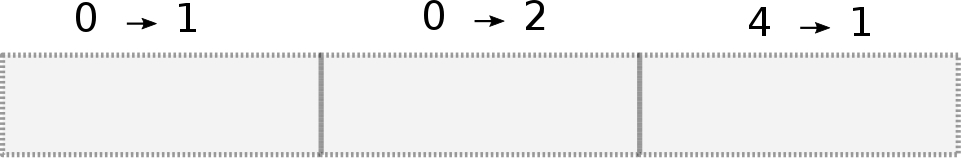 0 → 1 0 → 2 4 → 1